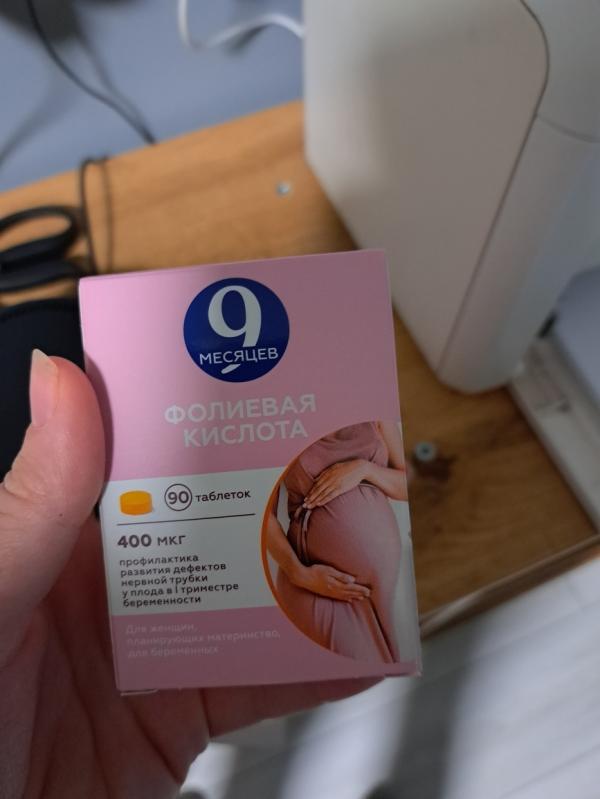 9
МЕСЯЦЕВ
ФОЛИЕВАЯ
КИСЛОТА
90 таблеток
400 мкг
профилактика
развития дефектов
нервной трубки
у плода в I триместре
беременности
Для женщин,
планирующих материнство,
для беременных